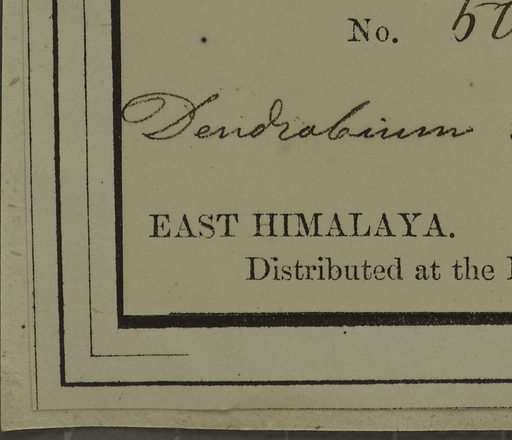 No.
Dendrobium
EAST HIMALAYA.
Distributed at the